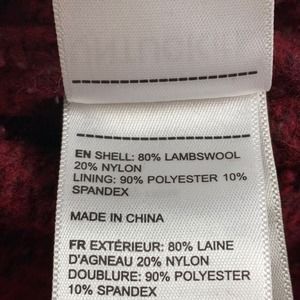 EN SHELL: 80% LAMBSWOOL
20% NYLON
LINING: 90% POLYESTER 10%
SPANDEX
MADE IN CHINA
FR EXTÉRIEUR: 80% LAINE
D'AGNEAU 20% NYLON
DOUBLURE: 90% POLYESTER
10% SPANDEX